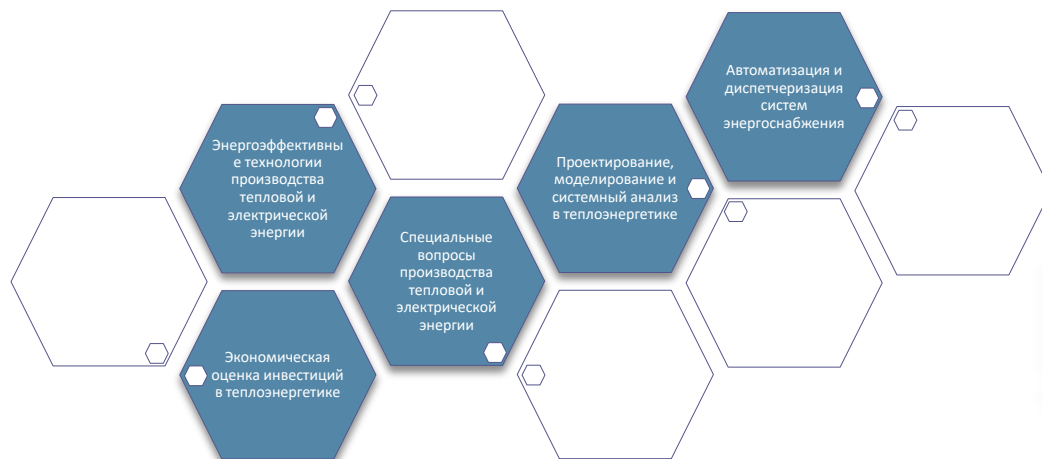 Энергоэффективны
е технологии
производства
тепловой и
электрической
энергии
Экономическая
оценка инвестиций
в теплоэнергетике
Специальные
вопросы
производства
тепловой и
электрической
энергии
Проектирование,
моделирование и
системный анализ
в теплоэнергетике
Автоматизация и
диспетчеризация
систем
энергоснабжения